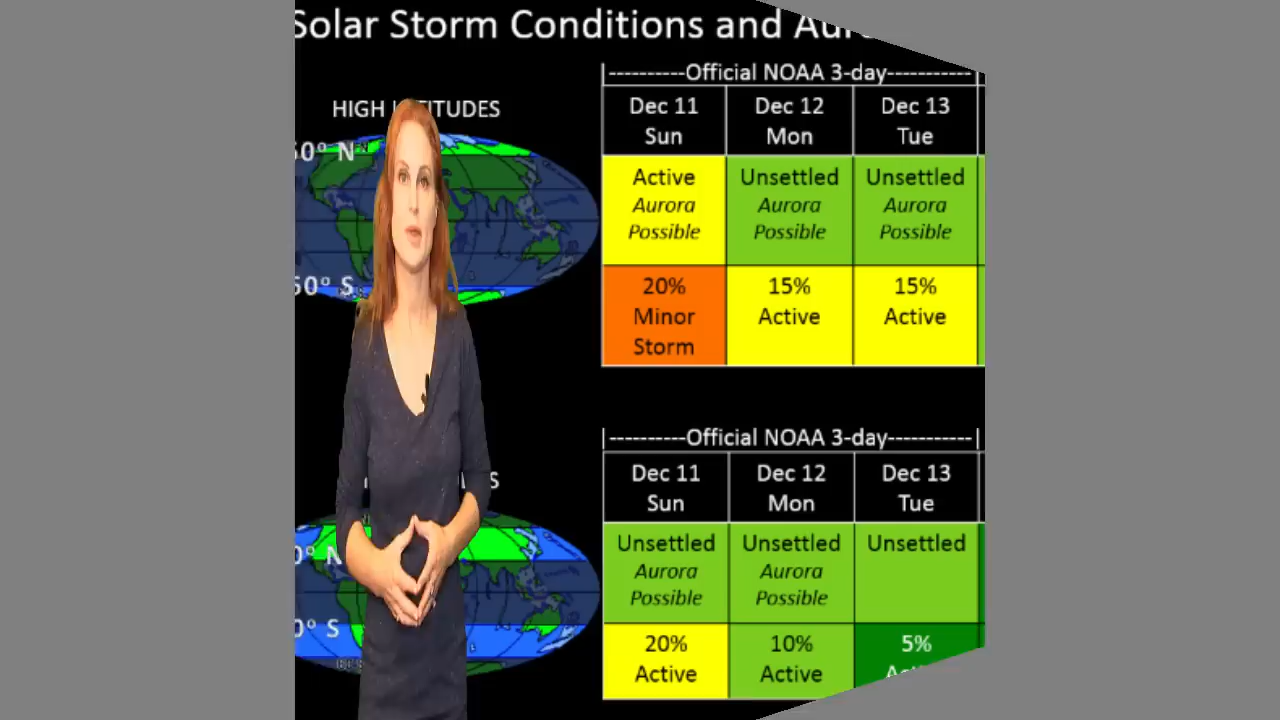 Solar Storm Conditions and
|----------Official NOAA 3-day----------|
HIGH
Dec 11 Dec 12 Dec 13
Sun Mon Tue
Active Unsettled Unsettled
Aurora Aurora Aurora
Possible Possible Possible
20% 15% 15%
Minor Active Active
Storm
|----------Official NOAA 3-day----------|
Dec 11 Dec 12 Dec 13
Sun Mon Tue
Unsettled Unsettled Unsettled
Aurora Aurora
Possible Possible
20% 10% 5%
Active Active